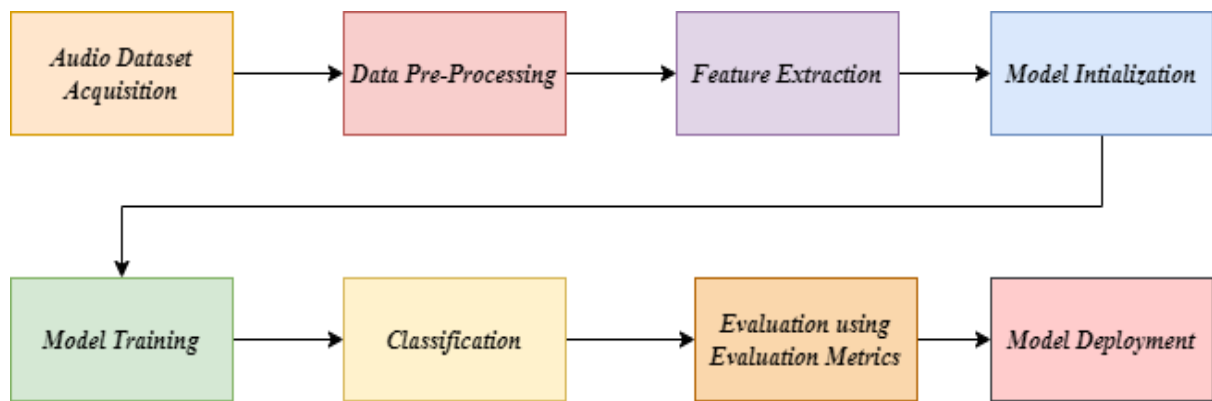 Audio Dataset
Acquisition
Data Pre-Processing
Feature Extraction
Model Intialization
Model Training
Classification
Evaluation using
Evaluation Metrics
Model Deployment